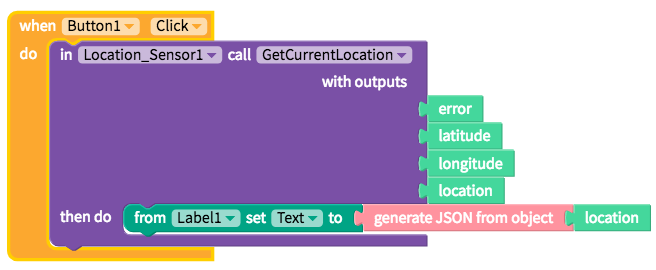 when Button1 Click
do in Location_Sensor1 call GetCurrentLocation
with outputs
error
latitude
longitude
location
then do from Label1 set Text to generate JSON from object location